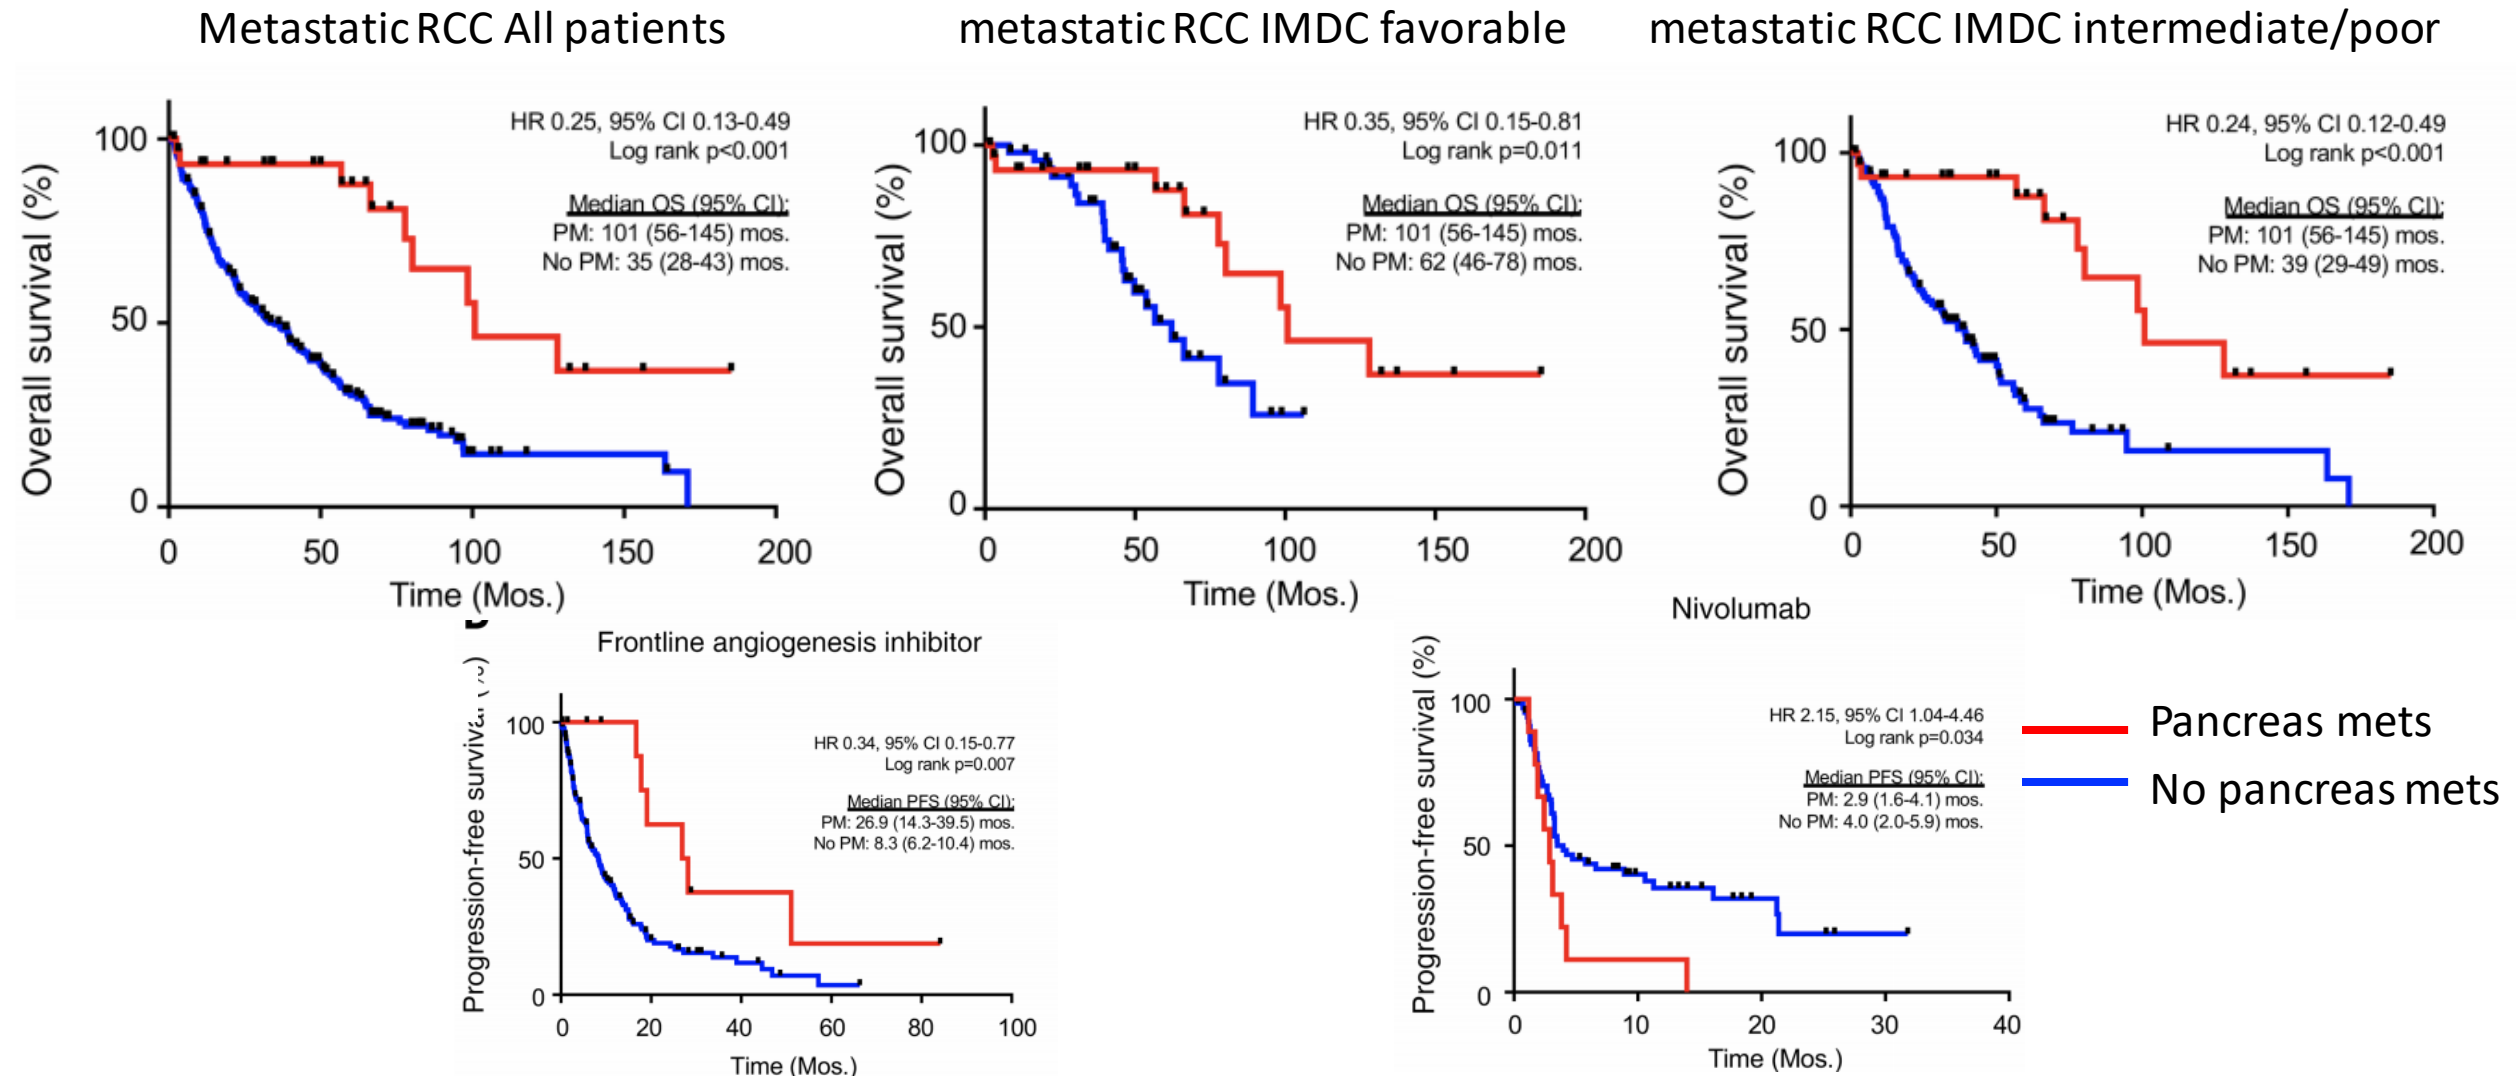 Metastatic RCC All patients
Overall survival (%)
100
50
0
HR 0.25, 95% CI 0.13-0.49
Log rank p<0.001
Median OS (95% CI):
PM: 101 (56-145) mos.
No PM: 35 (28-43) mos.
0 50 100 150 200
Time (Mos.)
metastatic RCC IMDC favorable
Overall survival (%)
100
50
0
HR 0.35, 95% CI 0.15-0.81
Log rank p=0.011
Median OS (95% CI):
PM: 101 (56-145) mos.
No PM: 62 (46-78) mos.
0 50 100 150 200
Time (Mos.)
metastatic RCC IMDC intermediate/poor
Overall survival (%)
100
50
0
HR 0.24, 95% CI 0.12-0.49
Log rank p<0.001
Median OS (95% CI):
PM: 101 (56-145) mos.
No PM: 39 (29-49) mos.
0 50 100 150 200
Time (Mos.)
Frontline angiogenesis inhibitor
Progression-free survival (%)
100
50
0
HR 0.34, 95% CI 0.15-0.77
Log rank p=0.007
Median PFS (95% CI):
PM: 26.9 (14.3-39.5) mos.
No PM: 8.3 (6.2-10.4) mos.
0 20 40 60 80 100
Time (Mos.)
Nivolumab
Progression-free survival (%)
100
50
0
HR 2.15, 95% CI 1.04-4.46
Log rank p=0.034
Median PFS (95% CI):
PM: 2.9 (1.6-4.1) mos.
No PM: 4.0 (2.0-5.9) mos.
0 10 20 30 40
Time (Mos.)
Pancreas mets
No pancreas mets